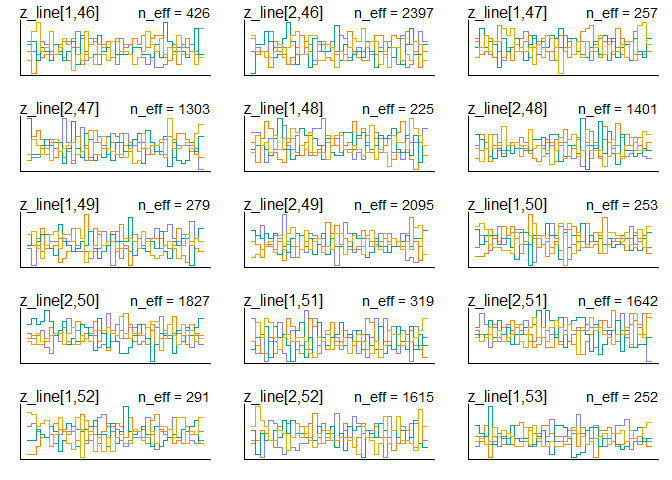 z_line[1,46] n_eff = 426 z_line[2,46] n_eff = 2397 z_line[1,47] n_eff = 257
z_line[2,47] n_eff = 1303 z_line[1,48] n_eff = 225 z_line[2,48] n_eff = 1401
z_line[1,49] n_eff = 279 z_line[2,49] n_eff = 2095 z_line[1,50] n_eff = 253
z_line[2,50] n_eff = 1827 z_line[1,51] n_eff = 319 z_line[2,51] n_eff = 1642
z_line[1,52] n_eff = 291 z_line[2,52] n_eff = 1615 z_line[1,53] n_eff = 252